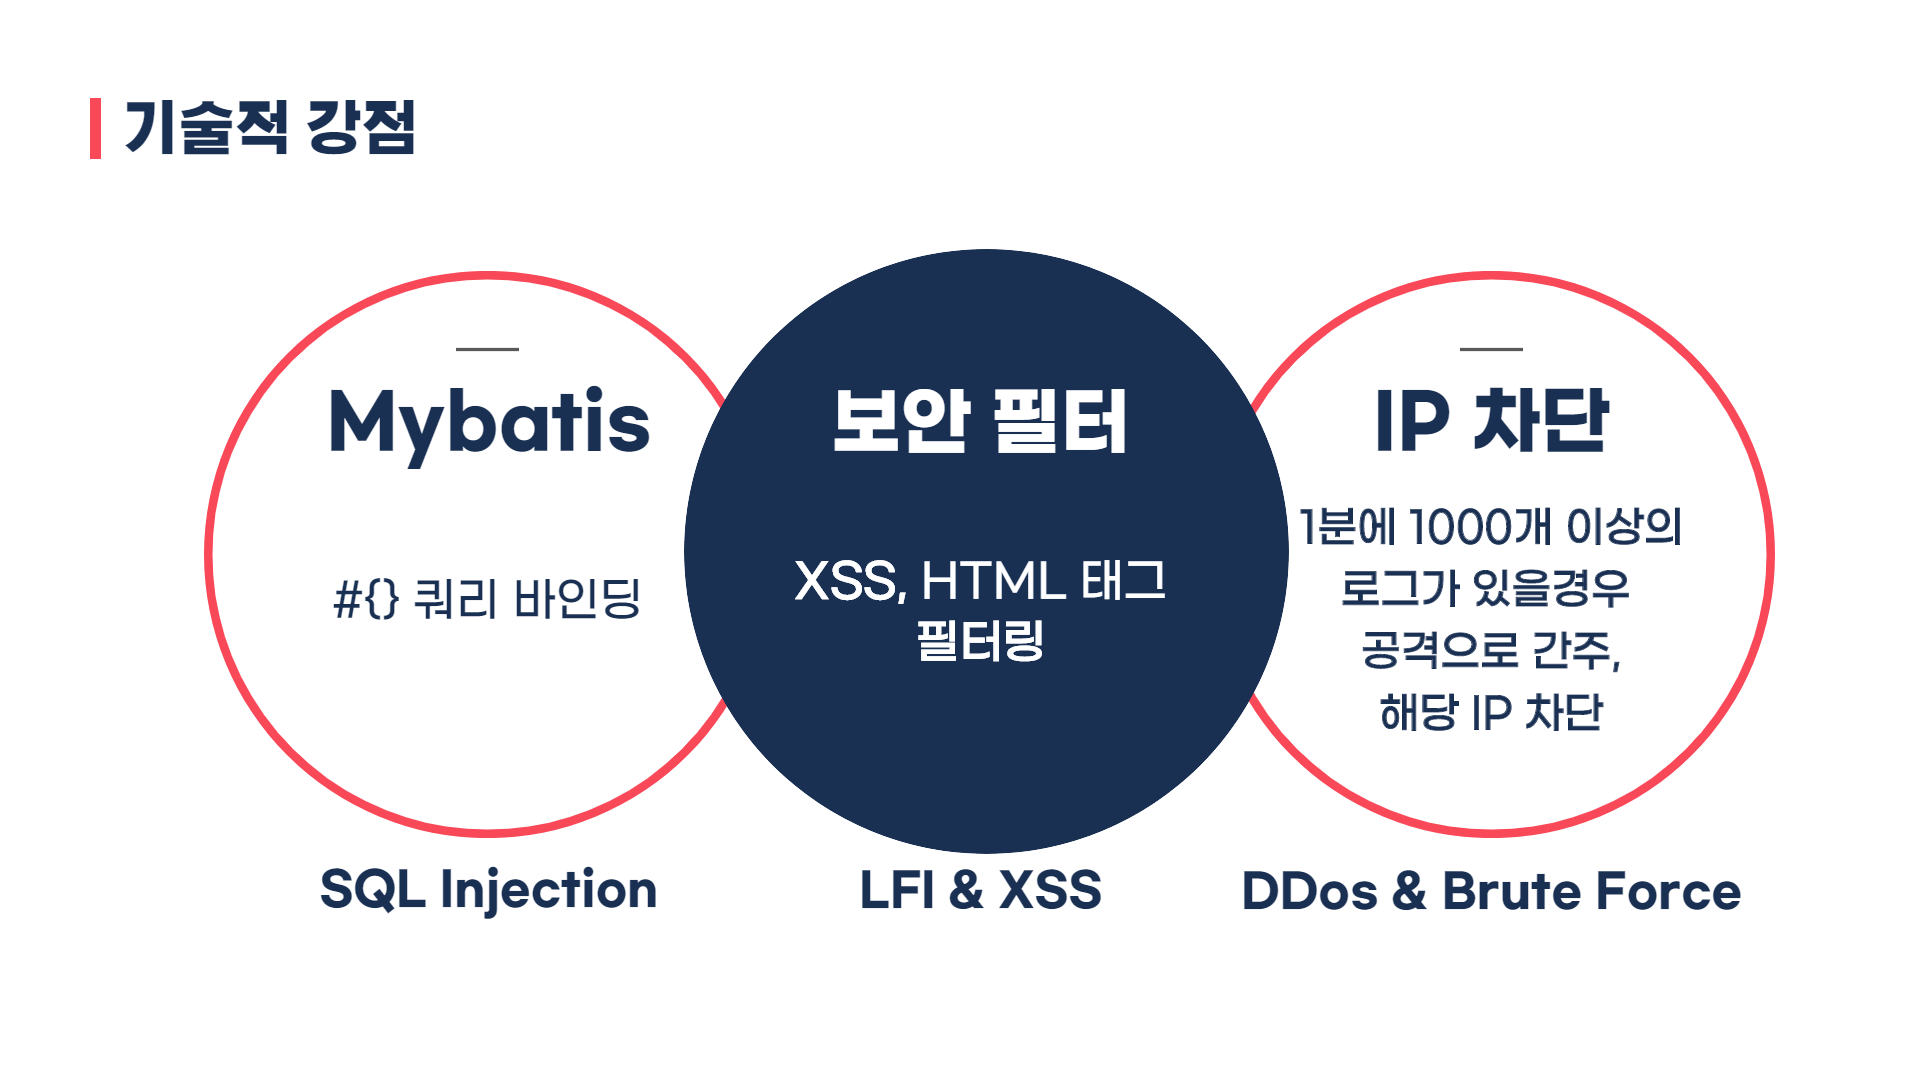 기술적 강점
Mybatis
#{} 쿼리 바인딩
SQL Injection
보안 필터
XSS, HTML 태그
필터링
LFI & XSS
IP 차단
1분에 1000개 이상의
로그가 있을경우
공격으로 간주,
해당 IP 차단
DDos & Brute Force